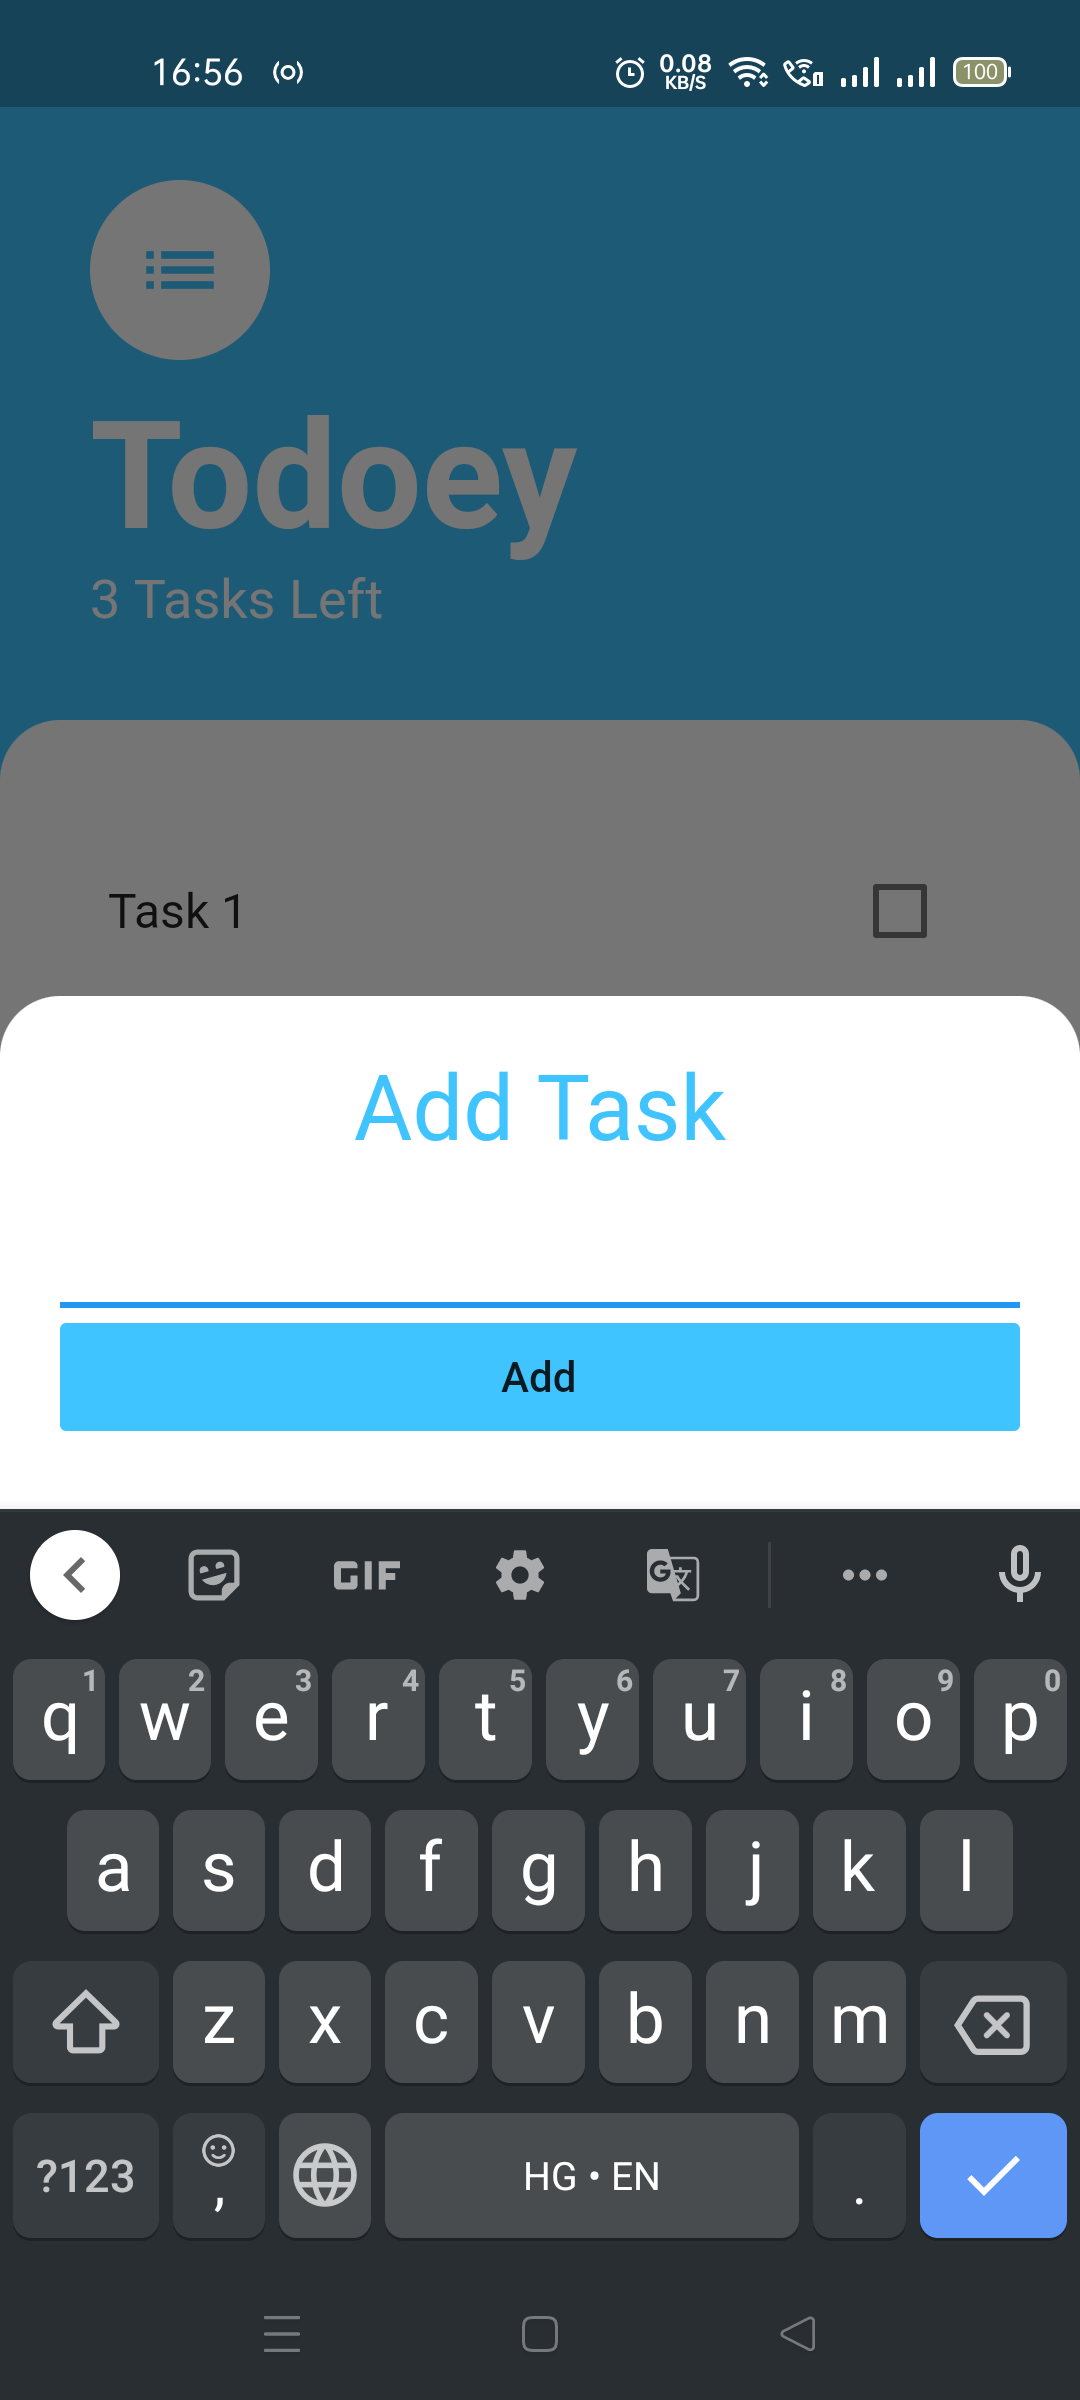 16:56 0.08 KB/S 100
Todoey
3 Tasks Left
Task 1
Add Task
Add
GIF G 文
q 1 w 2 e 3 r 4 t 5 y 6 u 7 i 8 o 9 p 0
a s d f g h j k l
z x c v b n m
?123 , HG • EN .